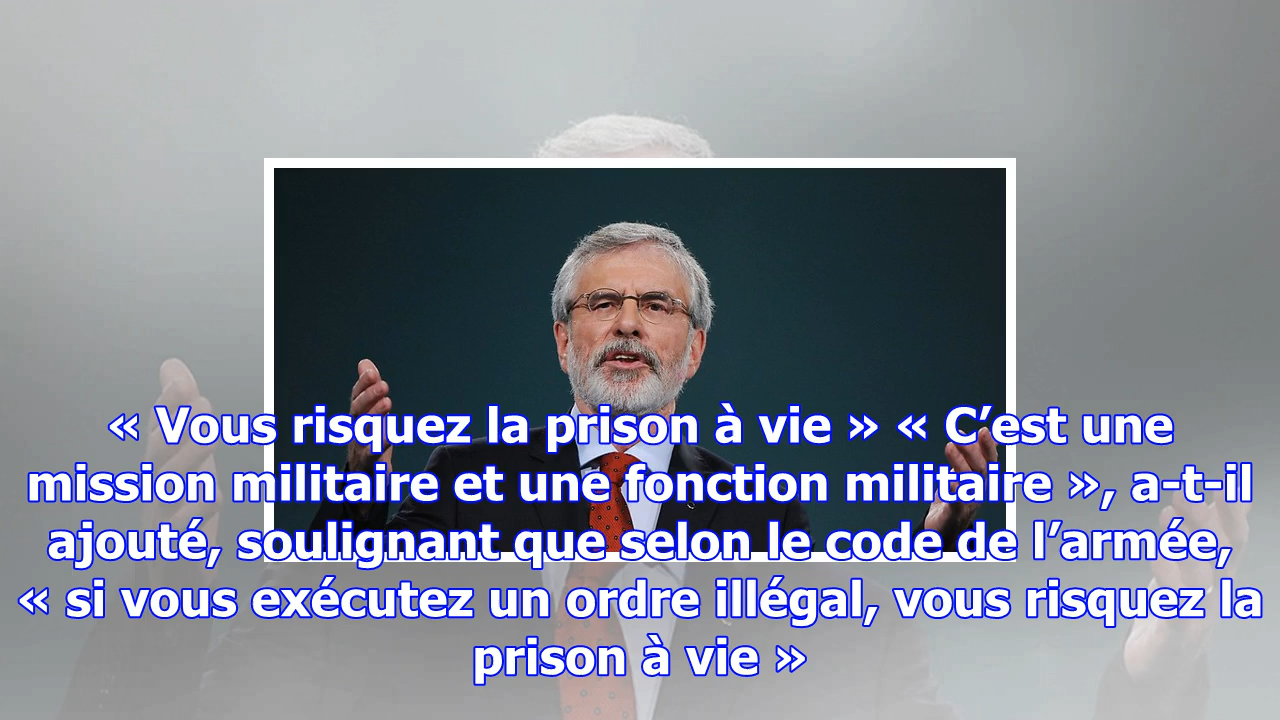 « Vous risquez la prison à vie » « C’est une
mission militaire et une fonction militaire », a-t-il
ajouté, soulignant que selon le code de l’armée,
« si vous exécutez un ordre illégal, vous risquez la
prison à vie »